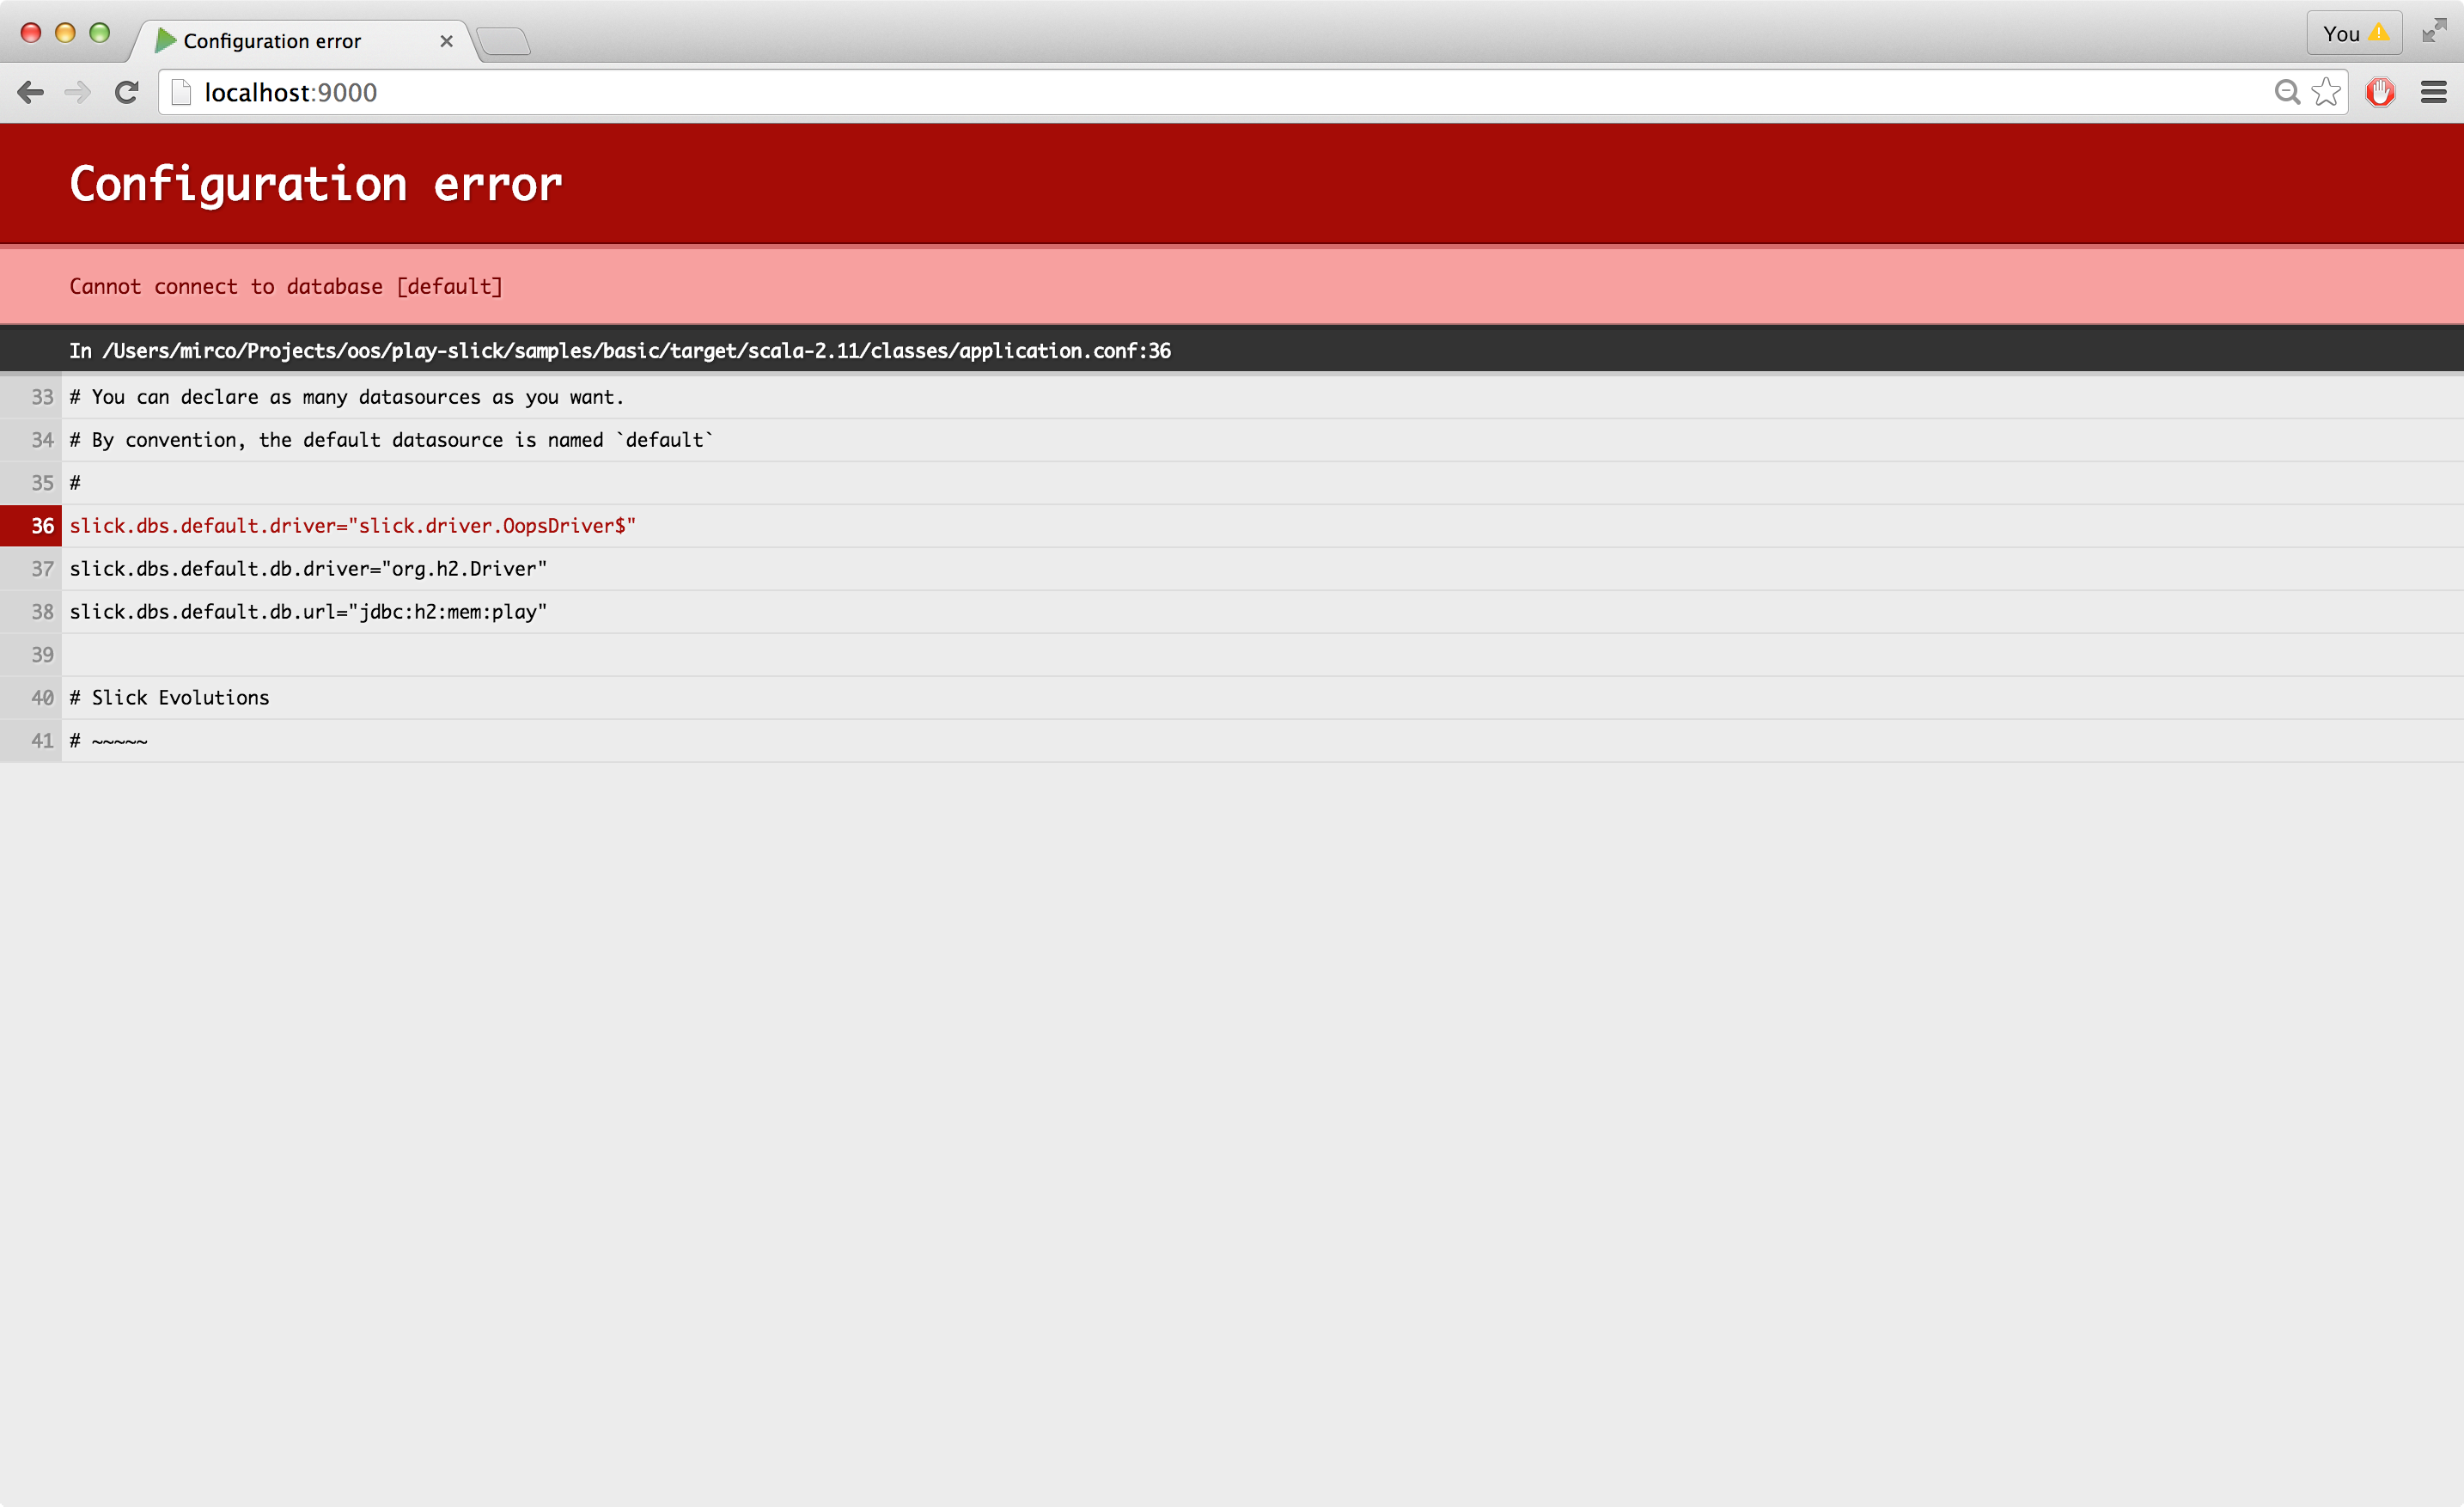 Configuration error
You
localhost:9000
Configuration error
Cannot connect to database [default]
In /Users/mirco/Projects/oos/play-slick/samples/basic/target/scala-2.11/classes/application.conf:36
33 # You can declare as many datasources as you want.
34 # By convention, the default datasource is named `default`
35 #
36 slick.dbs.default.driver="slick.driver.OopsDriver$"
37 slick.dbs.default.db.driver="org.h2.Driver"
38 slick.dbs.default.db.url="jdbc:h2:mem:play"
39
40 # Slick Evolutions
41 # ~~~~~